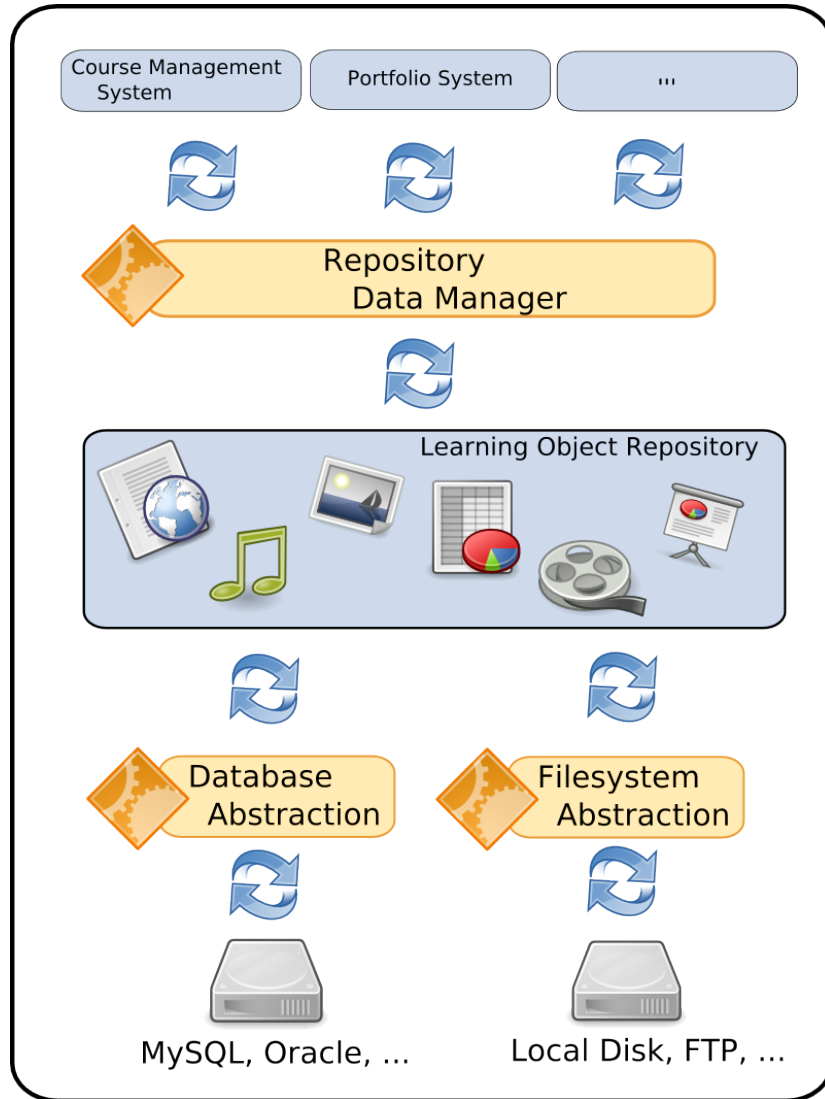 Course Management
System
Portfolio System
...
Repository
Data Manager
Learning Object Repository
Database
Abstraction
Filesystem
Abstraction
MySQL, Oracle, ...
Local Disk, FTP, ...